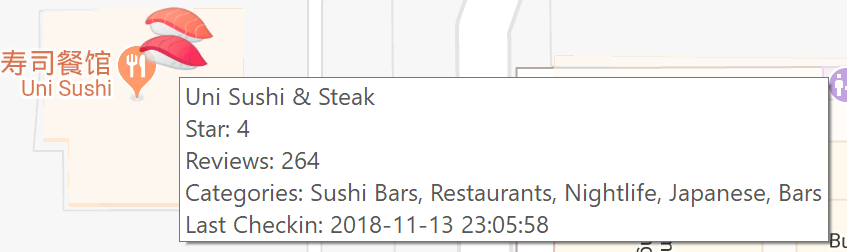 寿司餐馆
Uni Sushi
Uni Sushi & Steak
Star: 4
Reviews: 264
Categories: Sushi Bars, Restaurants, Nightlife, Japanese, Bars
Last Checkin: 2018-11-13 23:05:58
Bu